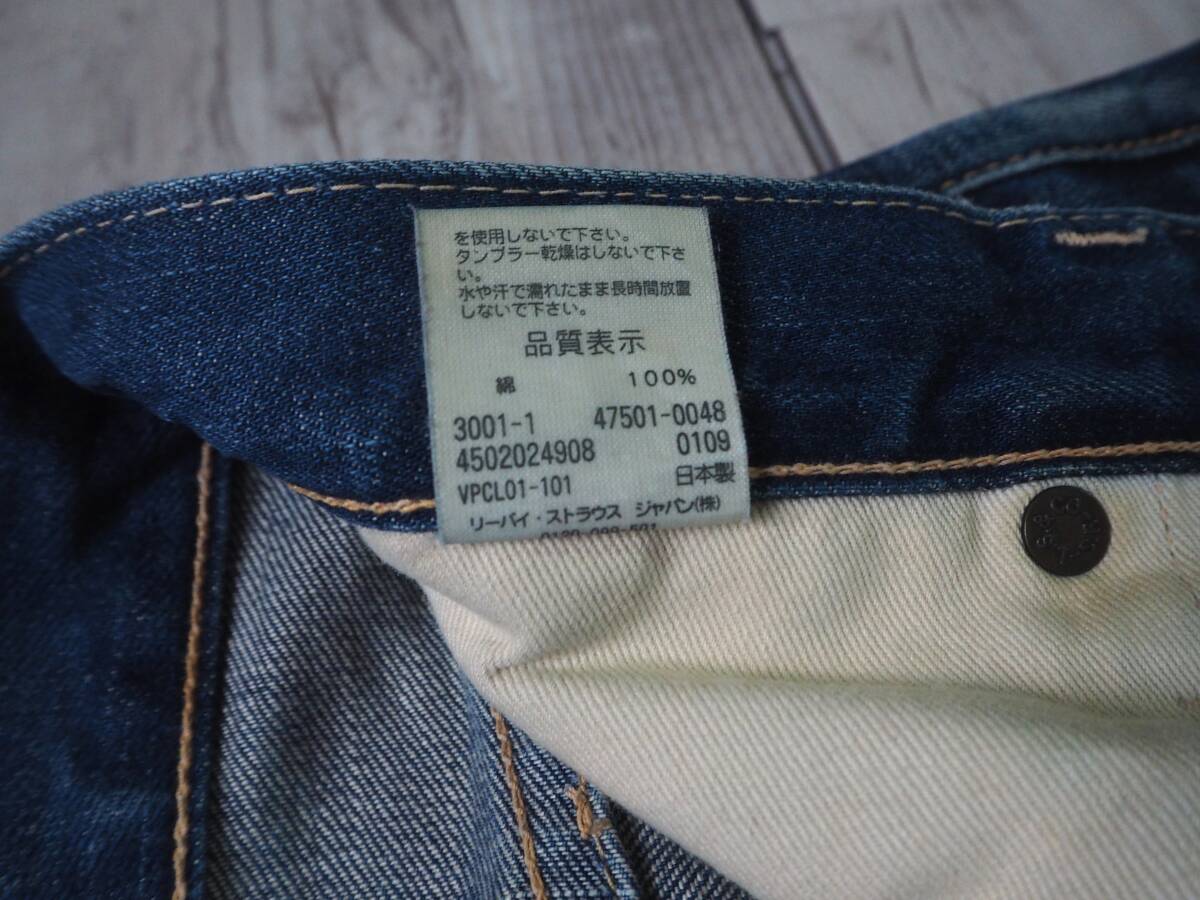 を使用しないで下さい。
タンブラー乾燥はしないで下さ
い。
水や汗で濡れたまま長時間放置
しないで下さい。
品質表示
綿 100%
3001-1 47501-0048
4502024908 0109
VPCL01-101 日本製
リーバイ・ストラウス ジャパン(株)